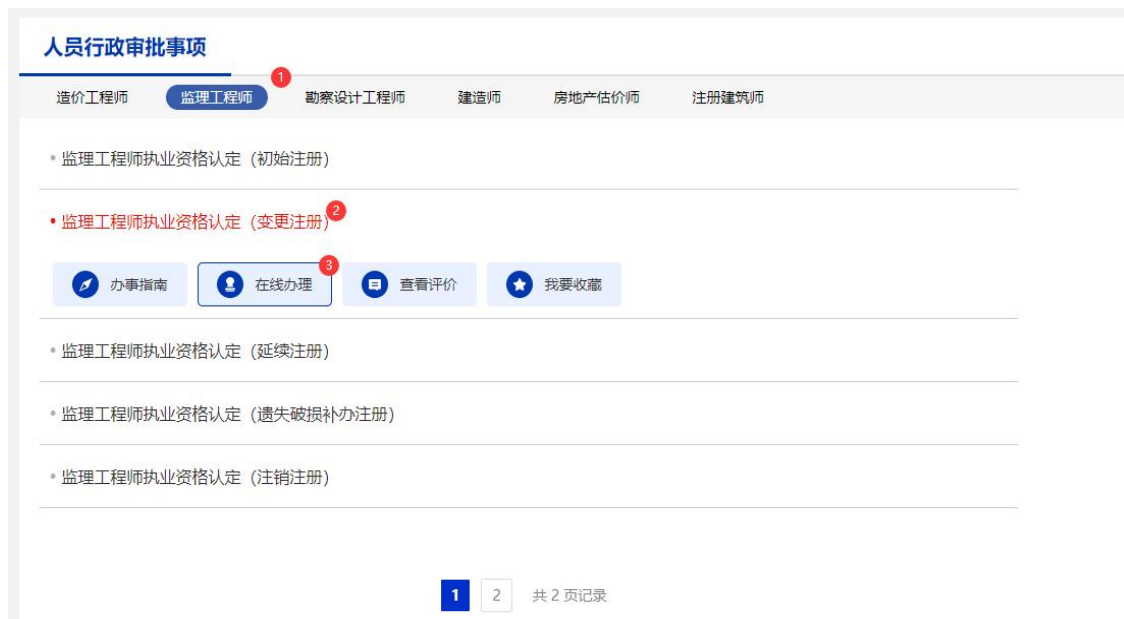 人员行政审批事项
造价工程师 监理工程师 1 勘察设计工程师 建造师 房地产估价师 注册建筑师
监理工程师执业资格认定（初始注册）
监理工程师执业资格认定（变更注册） 2
办事指南 在线办理 3 查看评价 我要收藏
监理工程师执业资格认定（延续注册）
监理工程师执业资格认定（遗失破损补办注册）
监理工程师执业资格认定（注销注册）
1 2 共 2 页记录